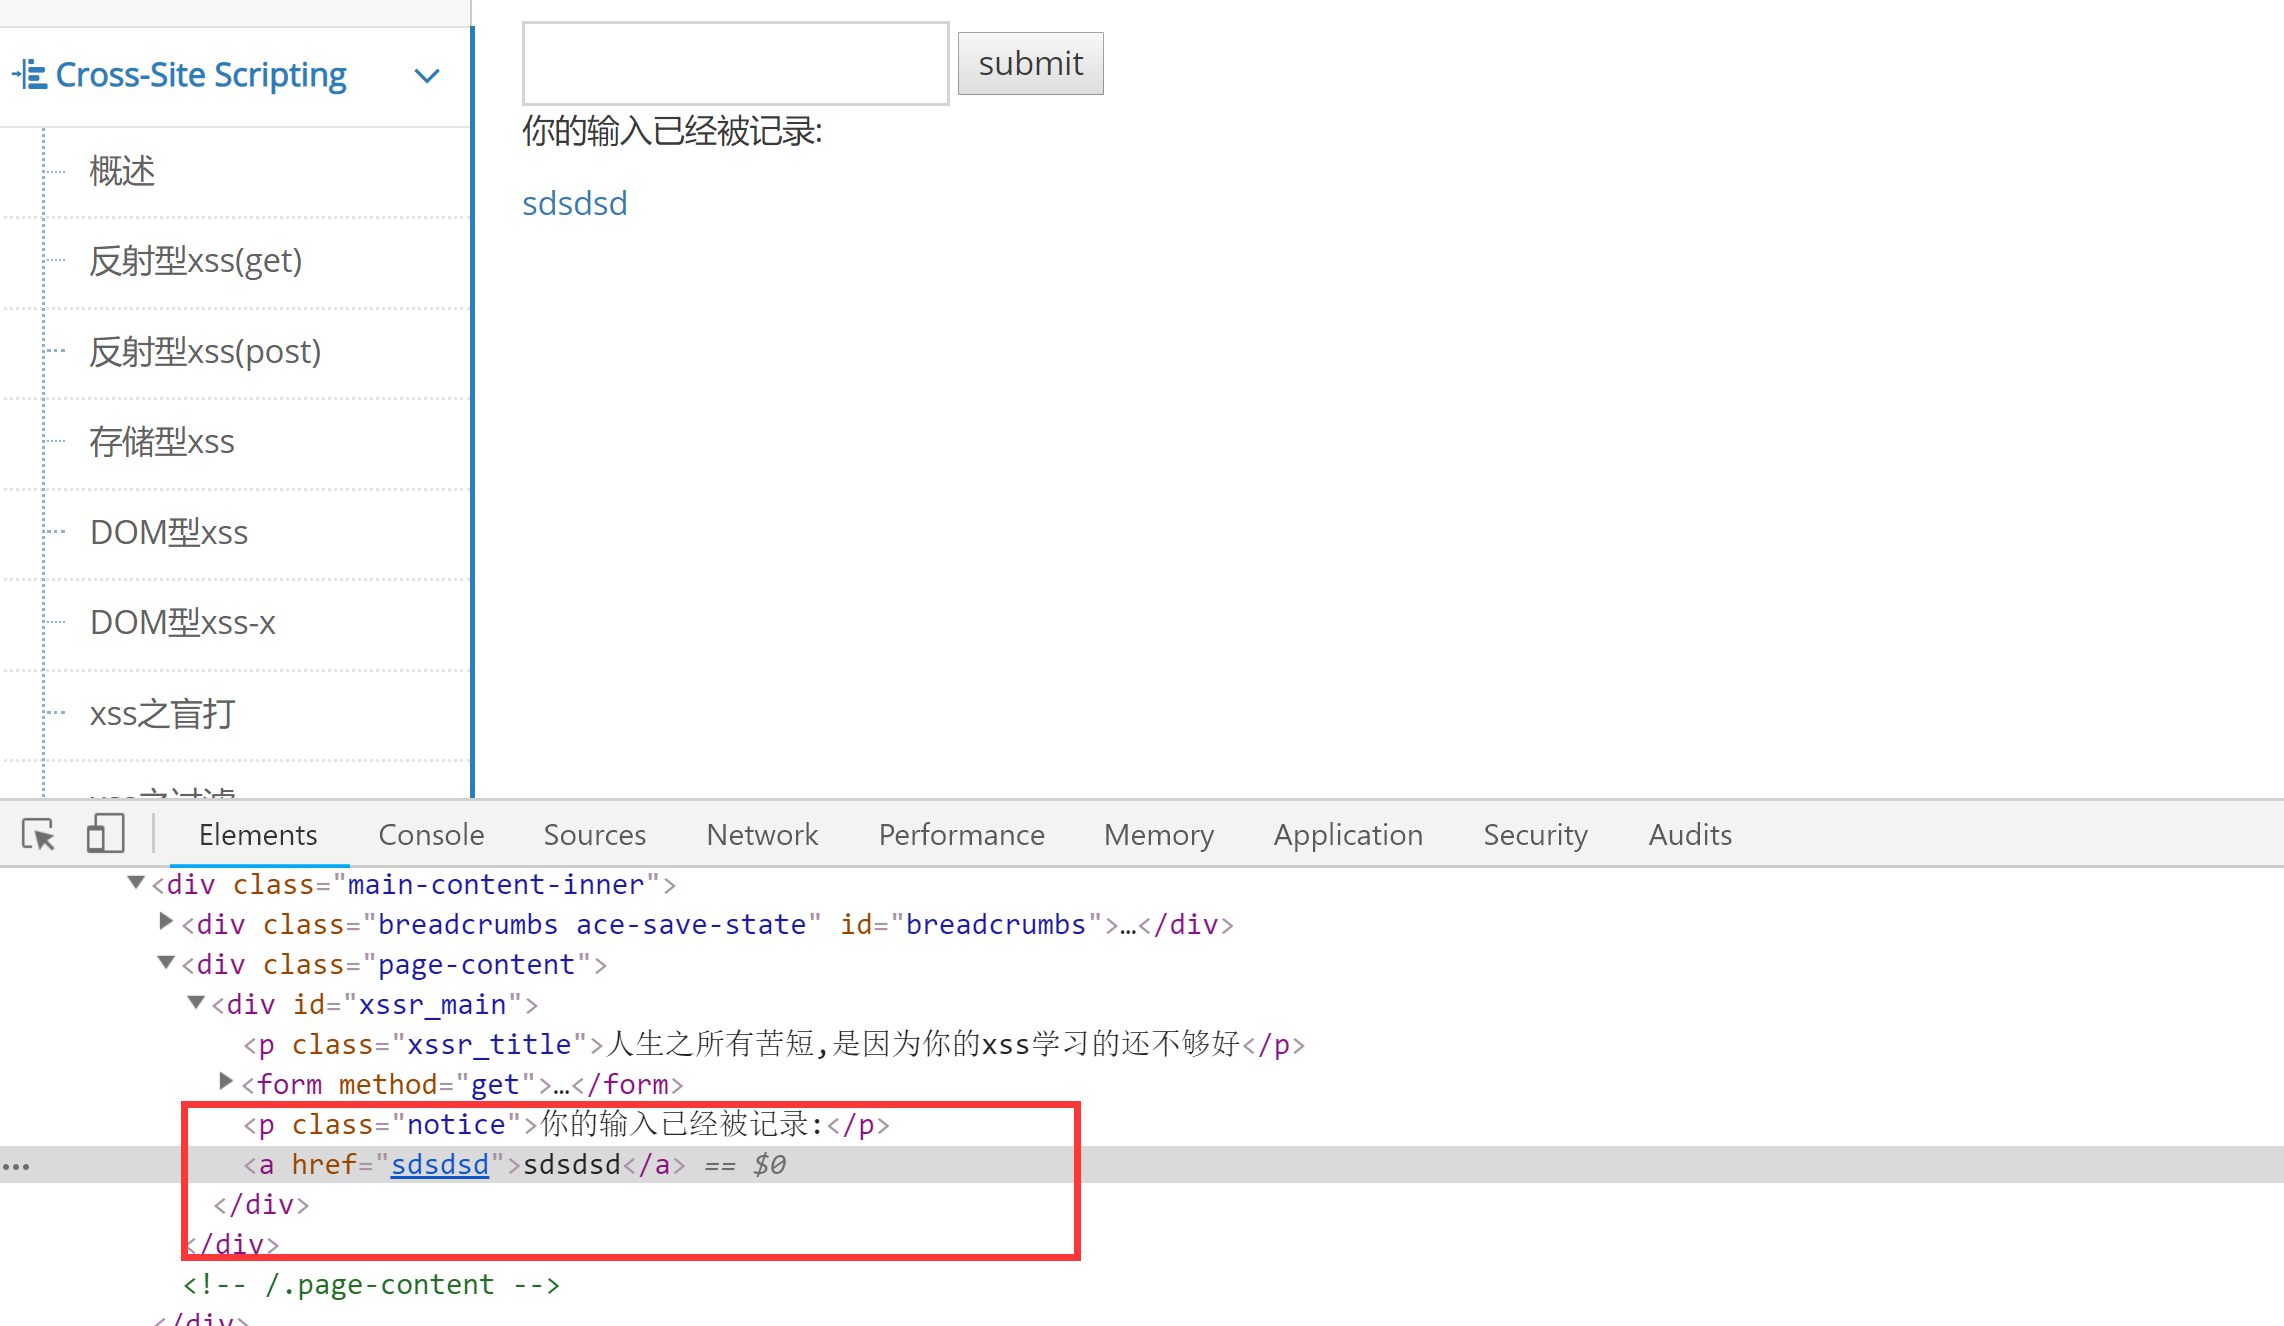 submit
Cross-Site Scripting
你的输入已经被记录:
sdsdsd
概述
反射型xss(get)
反射型xss(post)
存储型xss
DOM型xss
DOM型xss-x
xss之盲打
xss之过滤
Elements Console Sources Network Performance Memory Application Security Audits
<div class="main-content-inner">
<div class="breadcrumbs ace-save-state" id="breadcrumbs">…</div>
<div class="page-content">
<div id="xssr_main">
<p class="xssr_title">人生之所有苦短,是因为你的xss学习的还不够好</p>
<form method="get">…</form>
<p class="notice">你的输入已经被记录:</p>
<a href="sdsdsd">sdsdsd</a> == $0
</div>
</div>
<!-- /.page-content -->
</div>